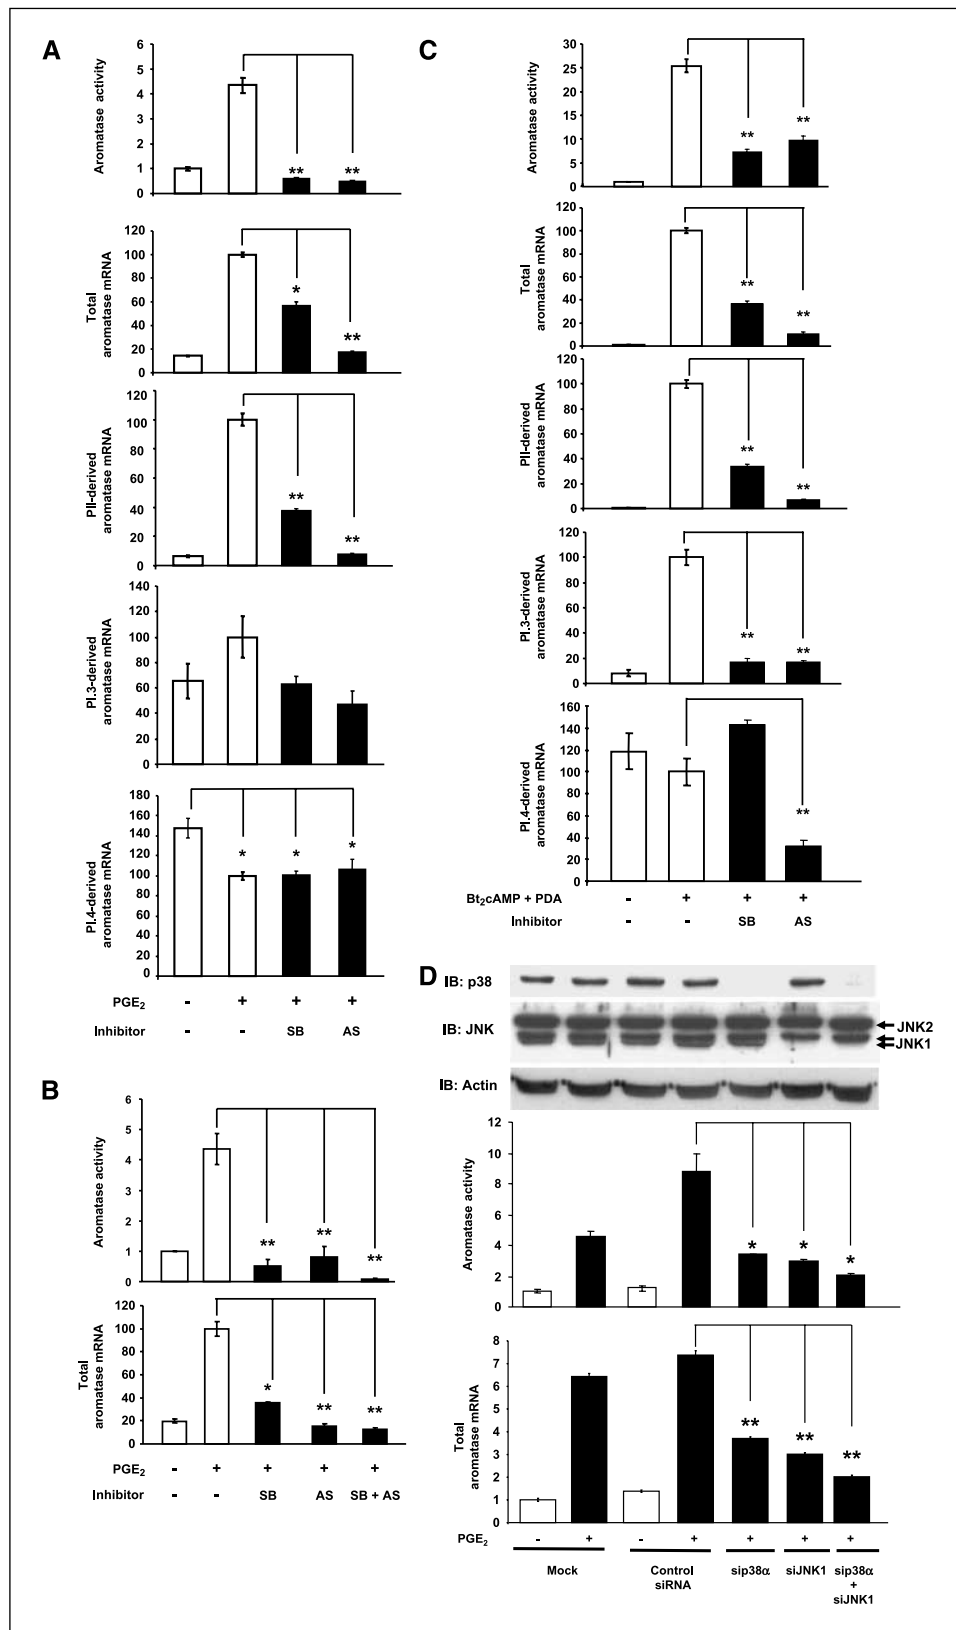 A
Aromatase activity
6
5
4
3
2
1
0
**
**
Total
aromatase mRNA
120
100
80
60
40
20
0
*
**
PII-derived
aromatase mRNA
120
100
80
60
40
20
0
**
**
PI.3-derived
aromatase mRNA
140
120
100
80
60
40
20
0
PI.4-derived
aromatase mRNA
180
160
140
120
100
80
60
40
20
0
*
*
*
PGE2 - + + +
Inhibitor - - SB AS
B
Aromatase activity
6
5
4
3
2
1
0
**
**
**
Total
aromatase mRNA
120
100
80
60
40
20
0
*
**
**
PGE2 - + + + +
Inhibitor - - SB AS SB + AS
C
Aromatase activity
30
25
20
15
10
5
0
**
**
Total
aromatase mRNA
120
100
80
60
40
20
0
**
**
PII-derived
aromatase mRNA
120
100
80
60
40
20
0
**
**
PI.3-derived
aromatase mRNA
120
100
80
60
40
20
0
**
**
PI.4-derived
aromatase mRNA
160
140
120
100
80
60
40
20
0
**
Bt2cAMP + PDA - + + +
Inhibitor - - SB AS
D
IB: p38
IB: JNK
JNK2
JNK1
IB: Actin
Aromatase activity
12
10
8
6
4
2
0
*
*
*
Total
aromatase mRNA
8
7
6
5
4
3
2
1
0
**
**
**
PGE2 - + - + + + +
Mock
Control
siRNA
sip38α
siJNK1
sip38α
+
siJNK1